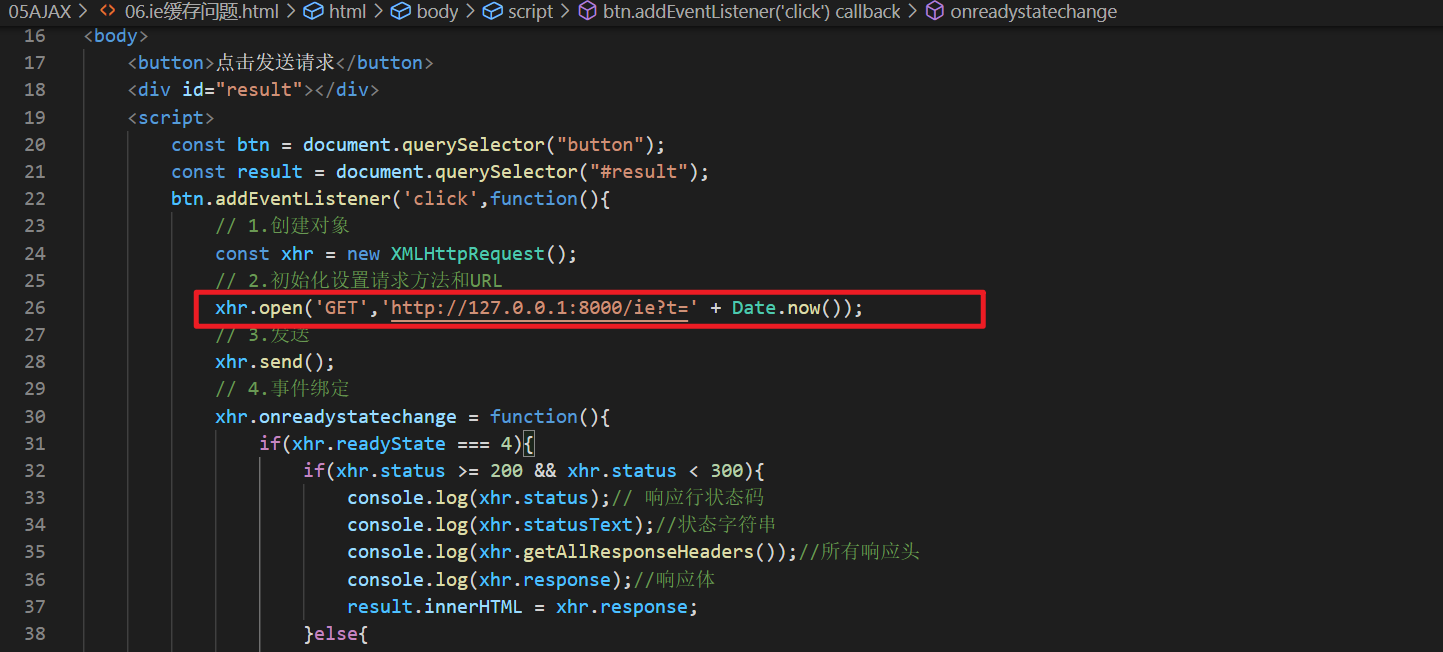 05AJAX > <> 06.ie缓存问题.html > html > body > script > btn.addEventListener('click') callback > onreadystatechange
16 <body>
17 <button>点击发送请求</button>
18 <div id="result"></div>
19 <script>
20 const btn = document.querySelector("button");
21 const result = document.querySelector("#result");
22 btn.addEventListener('click',function(){
23 // 1.创建对象
24 const xhr = new XMLHttpRequest();
25 // 2.初始化设置请求方法和URL
26 xhr.open('GET','http://127.0.0.1:8000/ie?t=' + Date.now());
27 // 3.发送
28 xhr.send();
29 // 4.事件绑定
30 xhr.onreadystatechange = function(){
31 if(xhr.readyState === 4){
32 if(xhr.status >= 200 && xhr.status < 300){
33 console.log(xhr.status);// 响应行状态码
34 console.log(xhr.statusText);//状态字符串
35 console.log(xhr.getAllResponseHeaders());//所有响应头
36 console.log(xhr.response);//响应体
37 result.innerHTML = xhr.response;
38 }else{